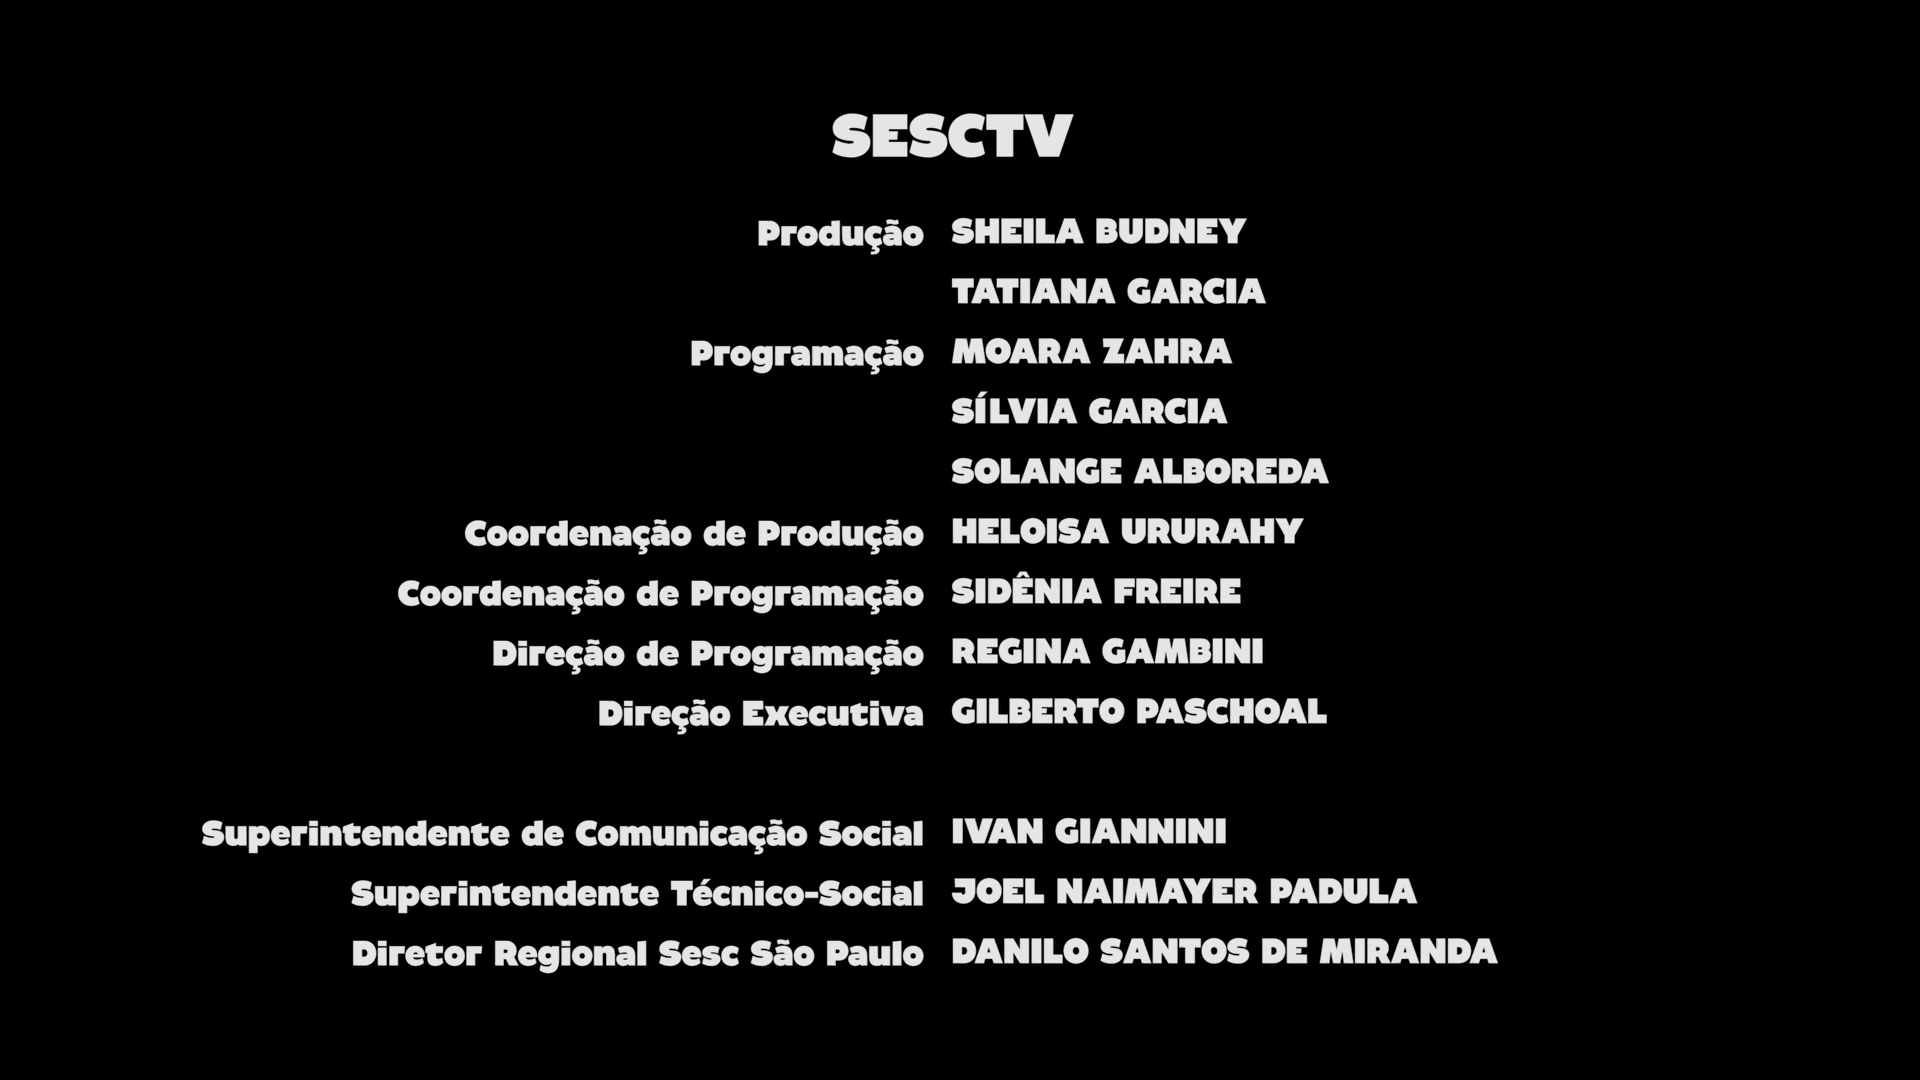 SESCTV
Produção SHEILA BUDNEY
TATIANA GARCIA
Programação MOARA ZAHRA
SÍLVIA GARCIA
SOLANGE ALBOREDA
Coordenação de Produção HELOISA URURAHY
Coordenação de Programação SIDÊNIA FREIRE
Direção de Programação REGINA GAMBINI
Direção Executiva GILBERTO PASCHOAL
Superintendente de Comunicação Social IVAN GIANNINI
Superintendente Técnico-Social JOEL NAIMAYER PADULA
Diretor Regional Sesc São Paulo DANILO SANTOS DE MIRANDA